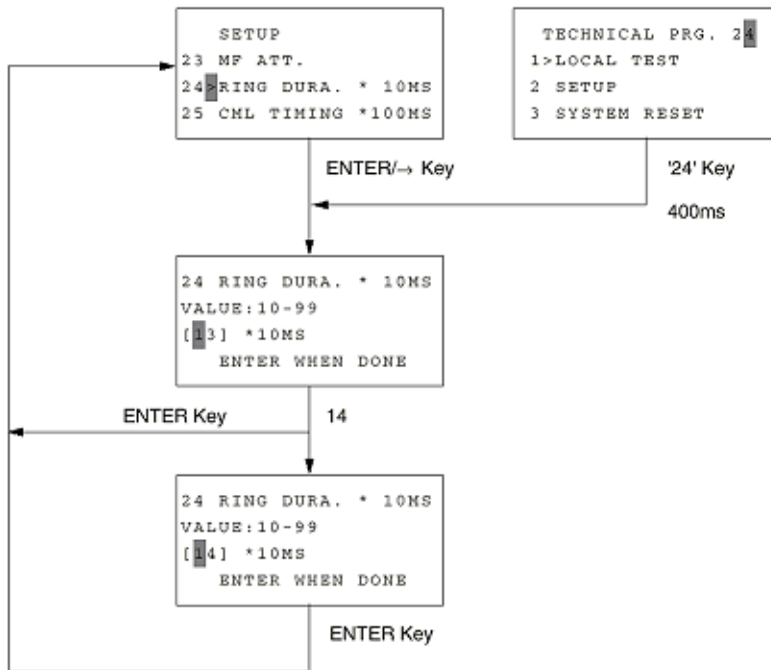 SETUP
23 MF ATT.
24>RING DURA. * 10MS
25 CML TIMING *100MS
TECHNICAL PRG. 24
1>LOCAL TEST
2 SETUP
3 SYSTEM RESET
ENTER/→ Key
'24' Key
400ms
24 RING DURA. * 10MS
VALUE:10-99
[13] *10MS
ENTER WHEN DONE
ENTER Key
14
24 RING DURA. * 10MS
VALUE:10-99
[14] *10MS
ENTER WHEN DONE
ENTER Key